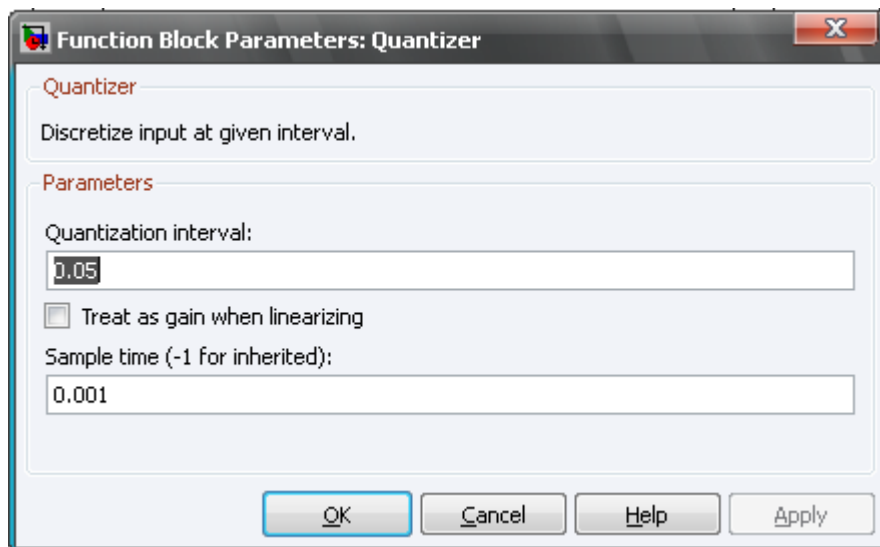 Function Block Parameters: Quantizer
Quantizer
Discretize input at given interval.
Parameters
Quantization interval:
0.05
Treat as gain when linearizing
Sample time (-1 for inherited):
0.001
OK Cancel Help Apply